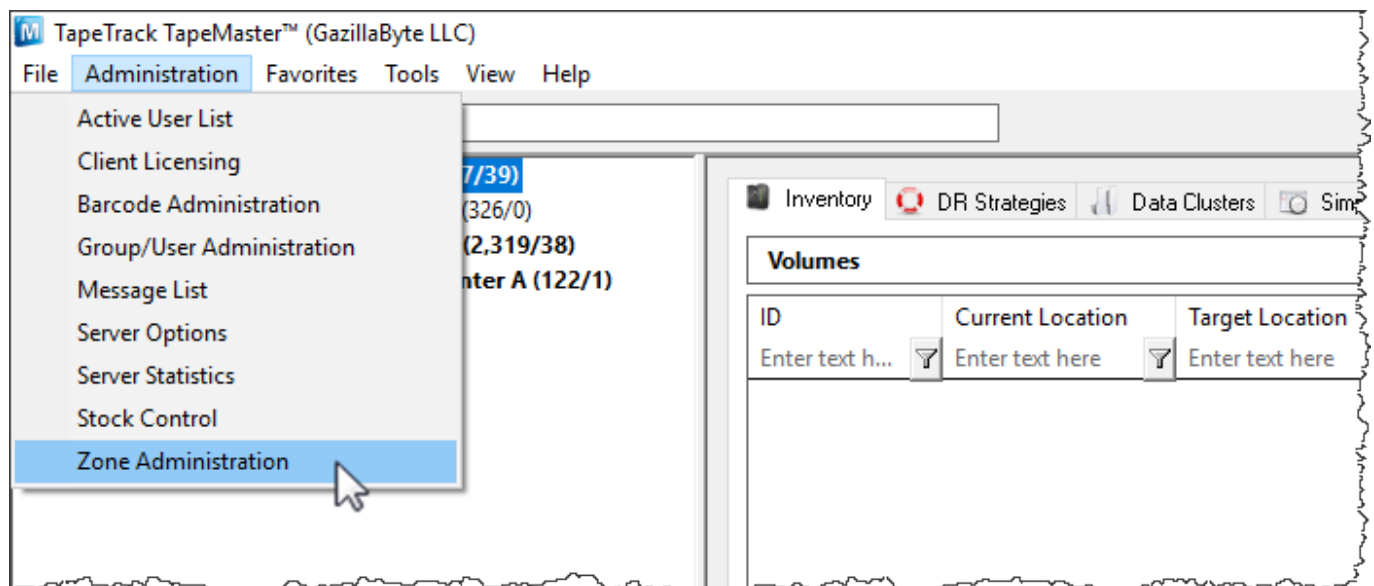 TapeTrack TapeMaster™ (GazillaByte LLC)
File Administration Favorites Tools View Help
Active User List
Client Licensing
Barcode Administration
Group/User Administration
Message List
Server Options
Server Statistics
Stock Control
Zone Administration
7/39)
(326/0)
(2,319/38)
nter A (122/1)
Inventory DR Strategies Data Clusters Sim
Volumes
ID Current Location Target Location
Enter text h... Enter text here Enter text here